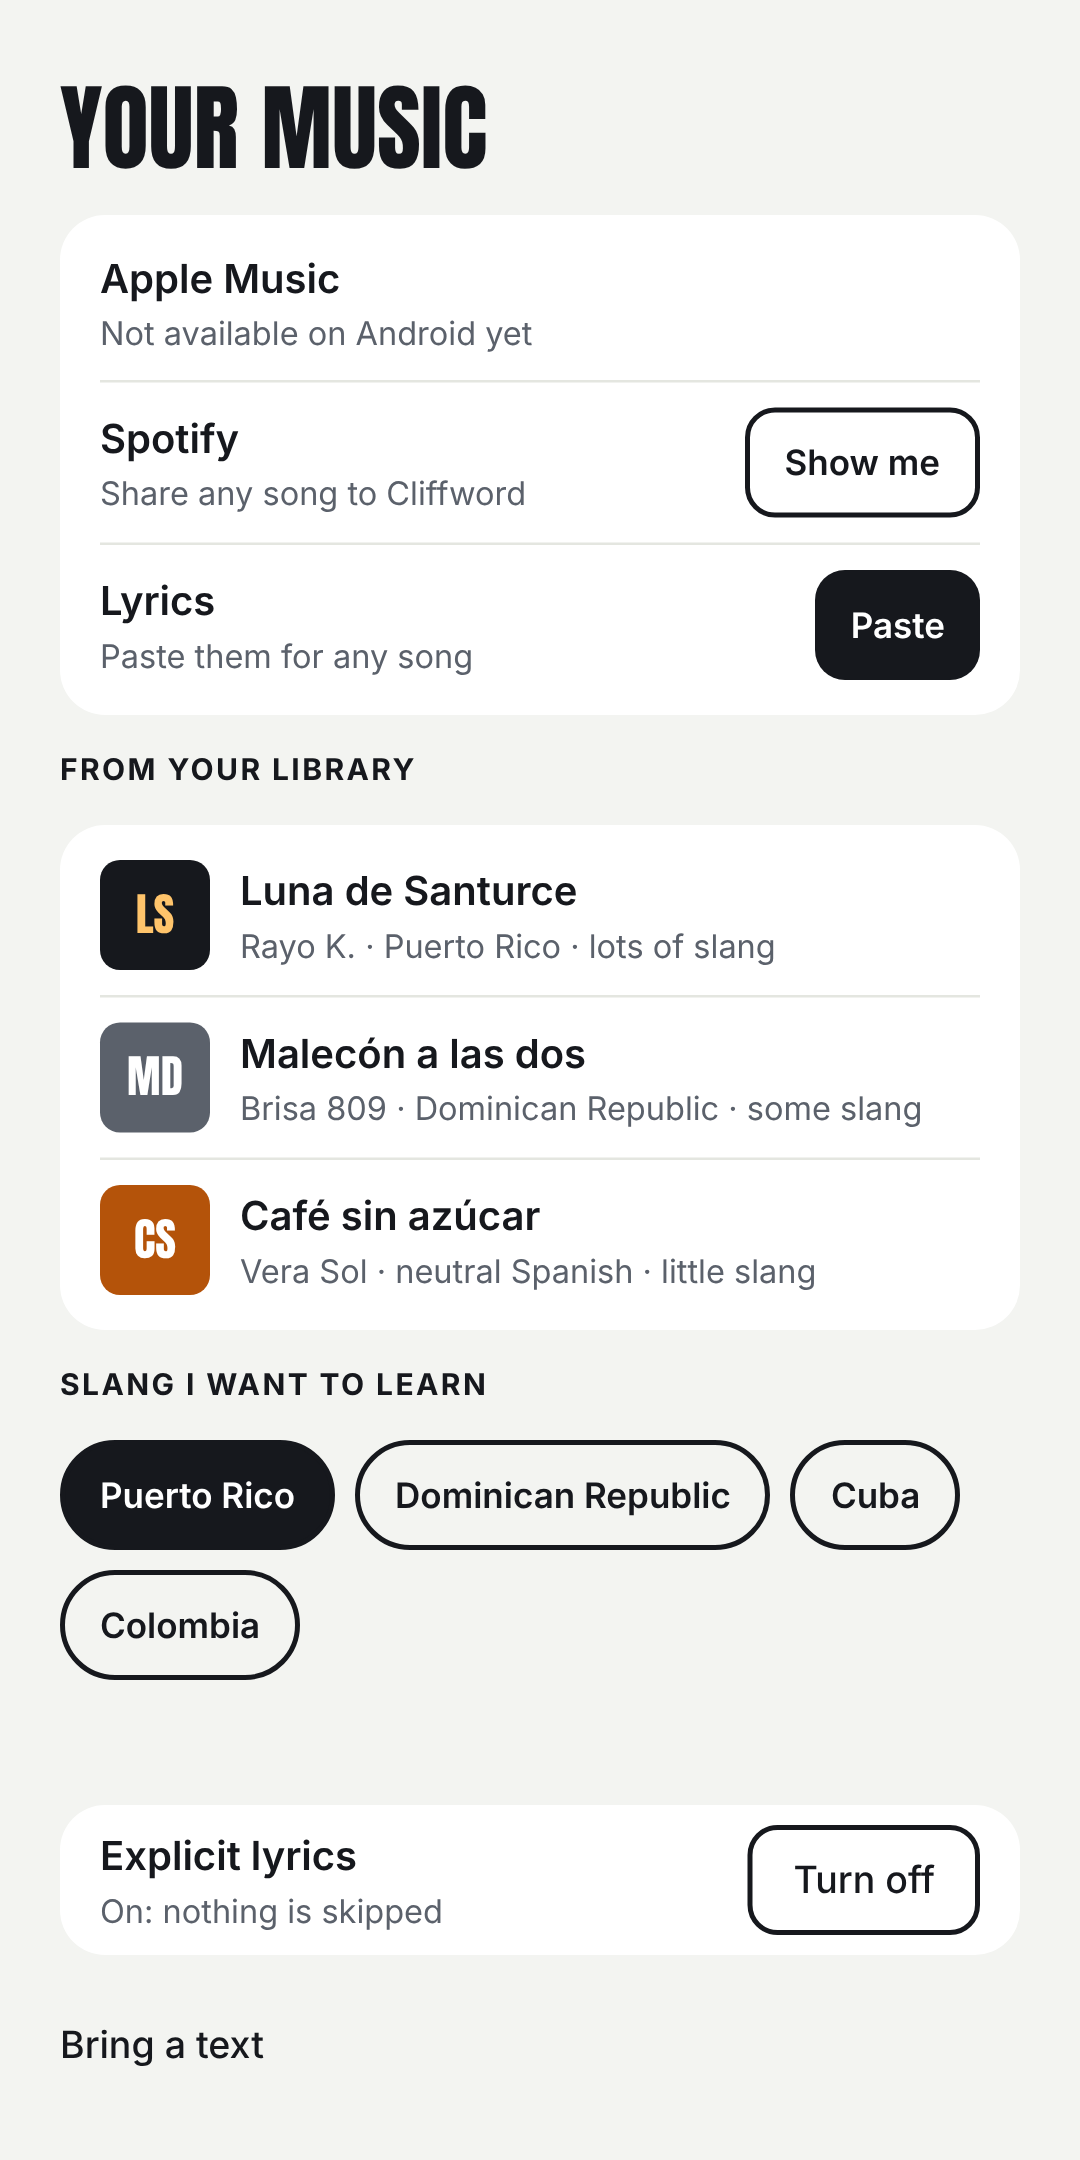 YOUR MUSIC
Apple Music
Not available on Android yet
Spotify
Share any song to Cliffword
Show me
Lyrics
Paste them for any song
Paste
FROM YOUR LIBRARY
LS
Luna de Santurce
Rayo K. · Puerto Rico · lots of slang
MD
Malecón a las dos
Brisa 809 · Dominican Republic · some slang
CS
Café sin azúcar
Vera Sol · neutral Spanish · little slang
SLANG I WANT TO LEARN
Puerto Rico
Dominican Republic
Cuba
Colombia
Explicit lyrics
On: nothing is skipped
Turn off
Bring a text